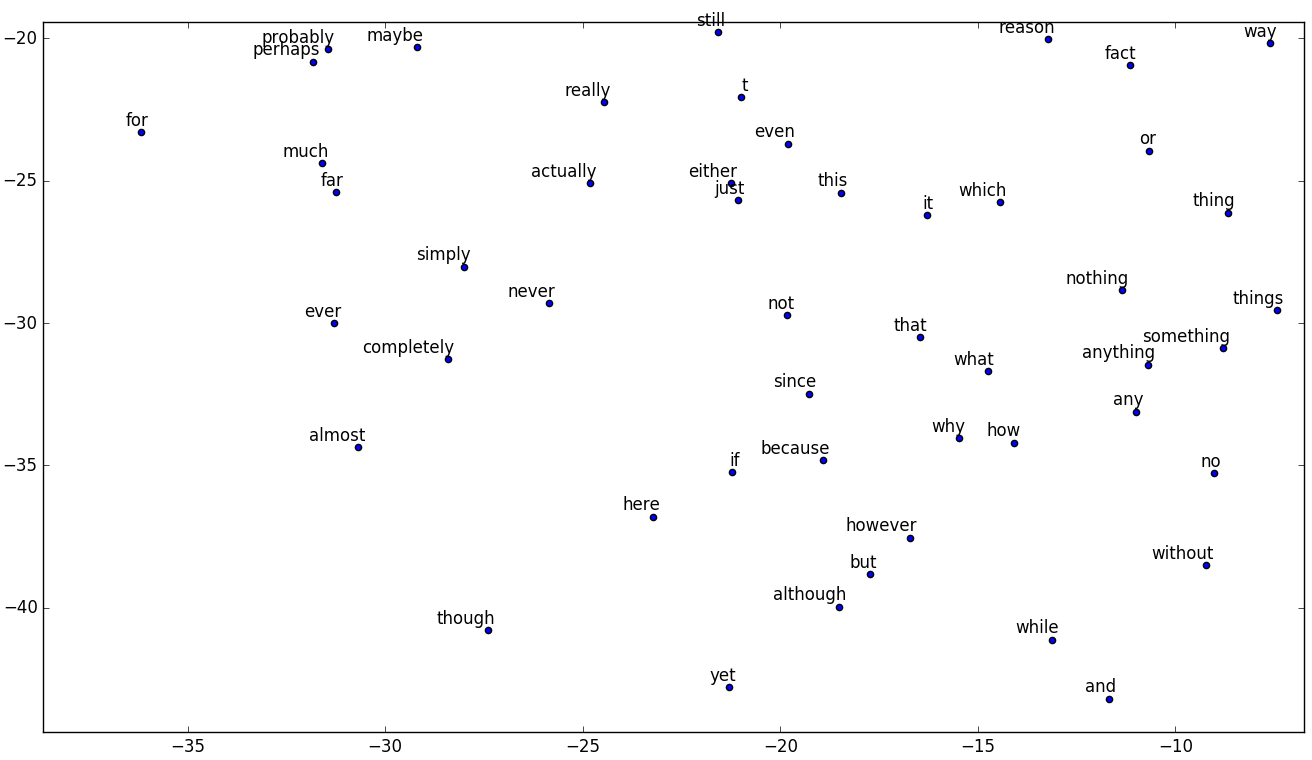 still
−20
probably
maybe
reason
way
perhaps
fact
really
t
for
even
or
much
actually
either
far
this
−25
just
which
it
thing
simply
nothing
never
things
ever
not
−30
that
something
completely
anything
what
since
any
almost
why
how
because
if
no
−35
here
however
without
but
although
−40
though
while
yet
and
−35
−30
−25
−20
−15
−10